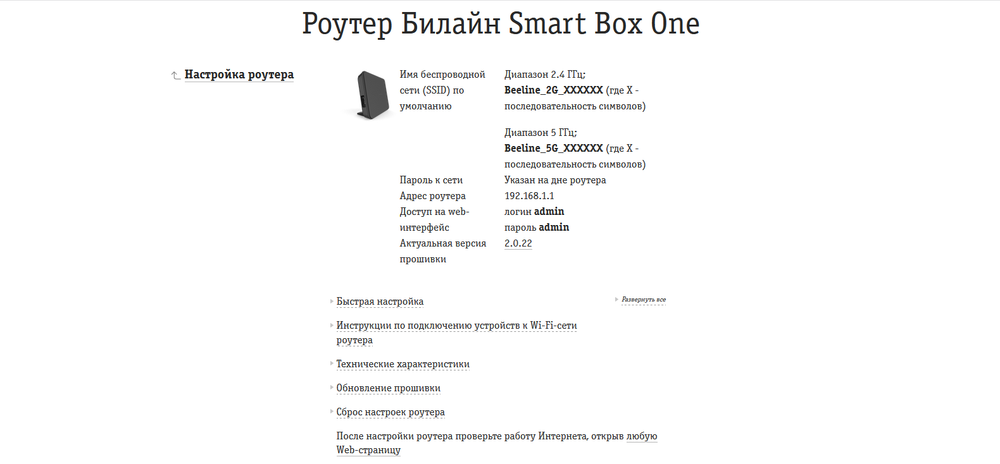 Роутер Билайн Smart Box One
Настройка роутера
Имя беспроводной
сети (SSID) по
умолчанию
Диапазон 2.4 ГГц;
Beeline_2G_XXXXXX (где X -
последовательность символов)
Диапазон 5 ГГц;
Beeline_5G_XXXXXX (где X -
последовательность символов)
Пароль к сети
Указан на дне роутера
Адрес роутера
192.168.1.1
Доступ на web-
интерфейс
логин admin
пароль admin
Актуальная версия
прошивки
2.0.22
Быстрая настройка
Развернуть все
Инструкции по подключению устройств к Wi-Fi-сети
роутера
Технические характеристики
Обновление прошивки
Сброс настроек роутера
После настройки роутера проверьте работу Интернета, открыв любую
Web-страницу